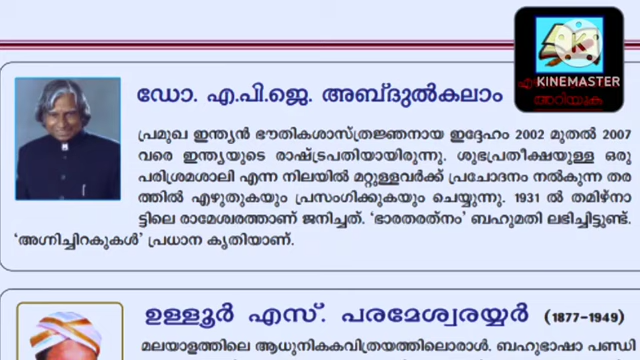 KINEMASTER
അറിയുക
ഡോ. എ.പി.ജെ. അബ്ദുൽകലാം
പ്രമുഖ ഇന്ത്യൻ ഭൗതികശാസ്ത്രജ്ഞനായ ഇദ്ദേഹം 2002 മുതൽ 2007
വരെ ഇന്ത്യയുടെ രാഷ്ട്രപതിയായിരുന്നു. ശുഭപ്രതീക്ഷയുള്ള ഒരു
പരിശ്രമശാലി എന്ന നിലയിൽ മറ്റുള്ളവർക്ക് പ്രചോദനം നൽകുന്ന തര
ത്തിൽ എഴുതുകയും പ്രസംഗിക്കുകയും ചെയ്യുന്നു. 1931 ൽ തമിഴ്നാ
ട്ടിലെ രാമേശ്വരത്താണ് ജനിച്ചത്. ‘ഭാരതരത്നം’ ബഹുമതി ലഭിച്ചിട്ടുണ്ട്.
‘അഗ്നിച്ചിറകുകൾ’ പ്രധാന കൃതിയാണ്.
ഉള്ളൂർ എസ്. പരമേശ്വരയ്യർ (1877-1949)
മലയാളത്തിലെ ആധുനികകവിത്രയത്തിലൊരാൾ. ബഹുഭാഷാ പണ്ഡി